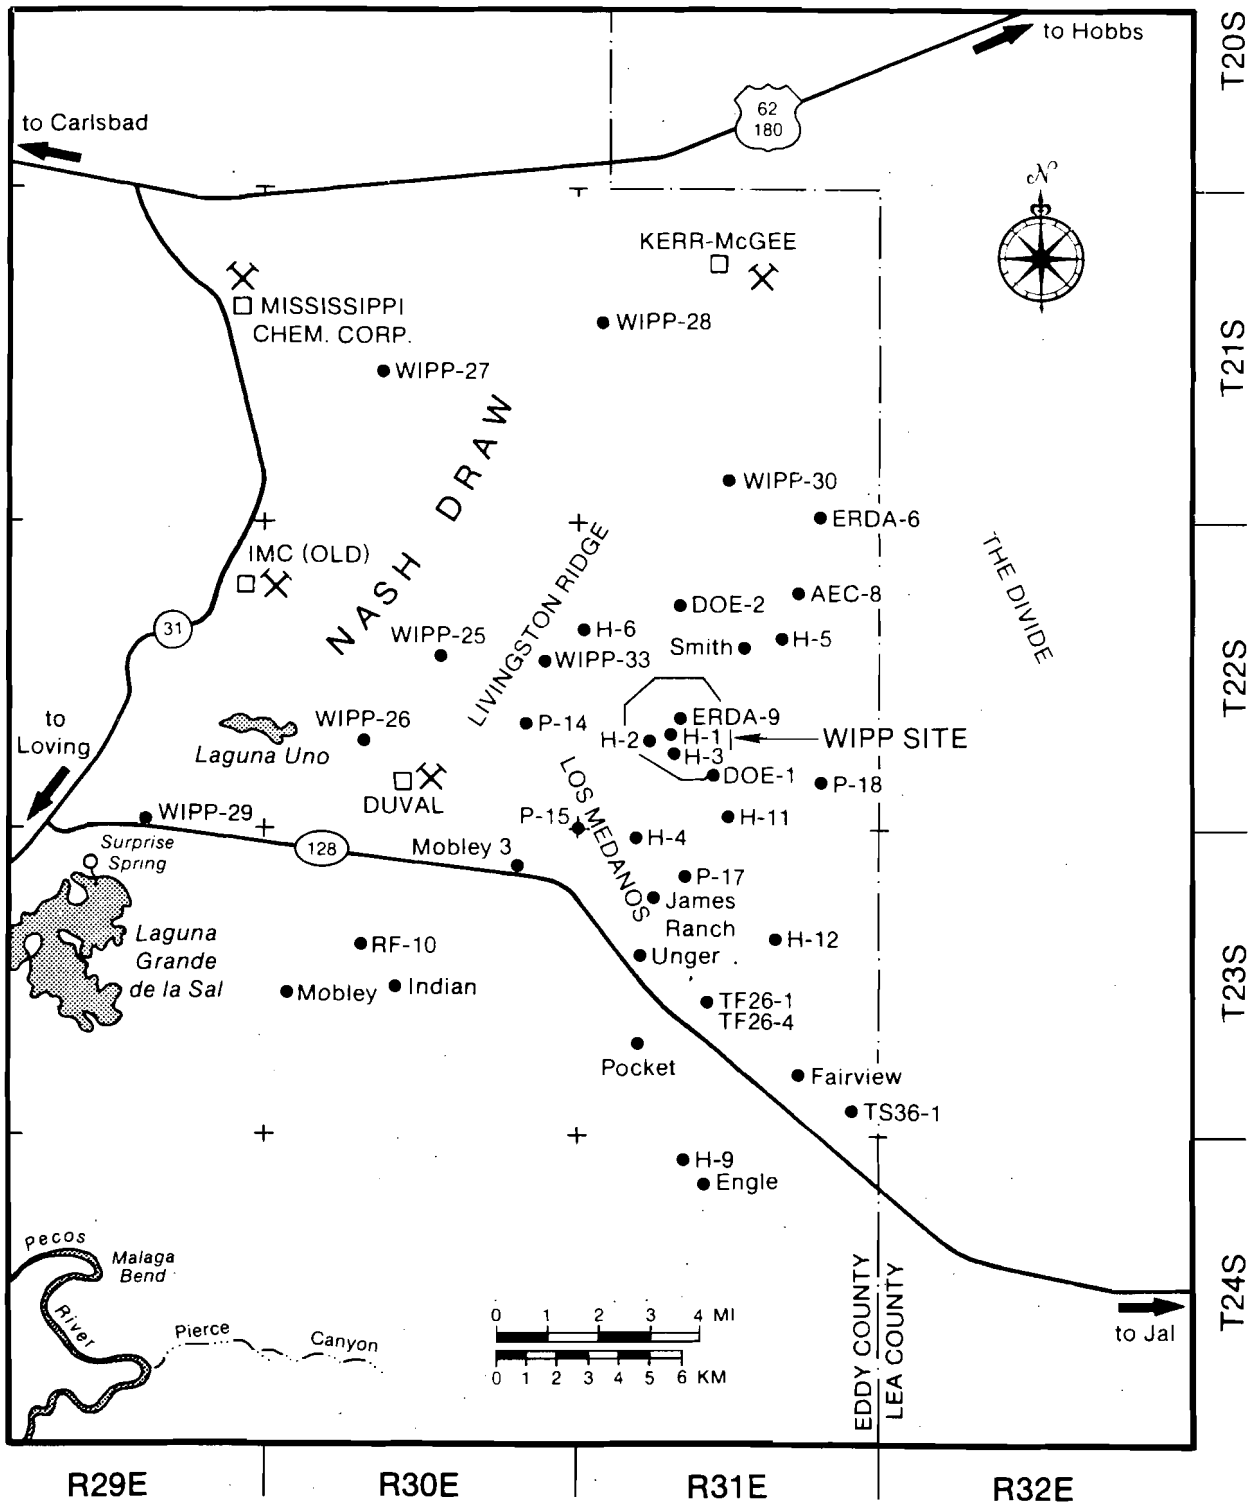 T20S
to Hobbs
62
180
to Carlsbad
N
KERR-McGEE
MISSISSIPPI
CHEM. CORP.
WIPP-28
T21S
WIPP-27
NASH DRAW
WIPP-30
ERDA-6
IMC (OLD)
LIVINGSTON RIDGE
THE DIVIDE
AEC-8
DOE-2
31
H-6
WIPP-25
H-5
Smith
WIPP-33
T22S
to
Loving
WIPP-26
P-14
ERDA-9
H-2
H-1
WIPP SITE
H-3
Laguna Uno
LOS MEDANOS
DOE-1
P-18
DUVAL
WIPP-29
P-15
H-11
Surprise
Spring
128
Mobley 3
H-4
P-17
James
Ranch
Laguna
Grande
de la Sal
RF-10
H-12
Unger
Mobley
Indian
TF26-1
TF26-4
T23S
Pocket
Fairview
TS36-1
H-9
Engle
Pecos
River
Malaga
Bend
Pierce Canyon
0 1 2 3 4 MI
0 1 2 3 4 5 6 KM
EDDY COUNTY
LEA COUNTY
to Jal
T24S
R29E
R30E
R31E
R32E